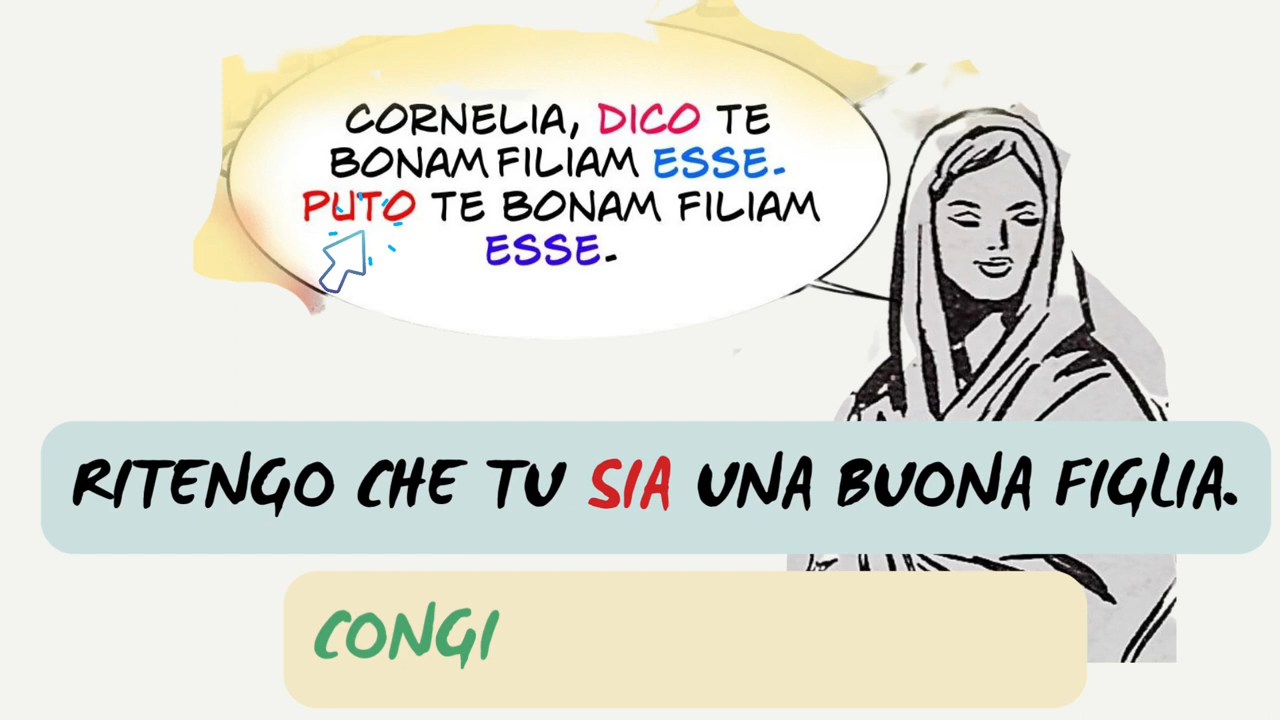 CORNELIA, DICO TE
BONAM FILIAM ESSE.
PUTO TE BONAM FILIAM
ESSE.
RITENGO CHE TU SIA UNA BUONA FIGLIA.
CONGI